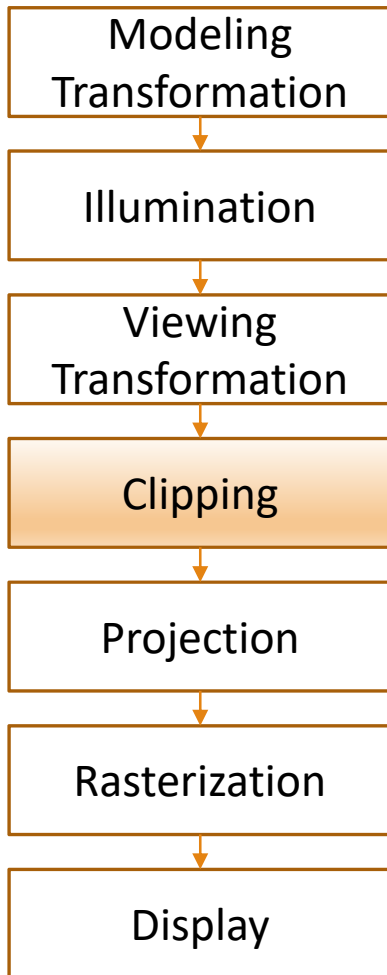 Modeling
Transformation
Illumination
Viewing
Transformation
Clipping
Projection
Rasterization
Display